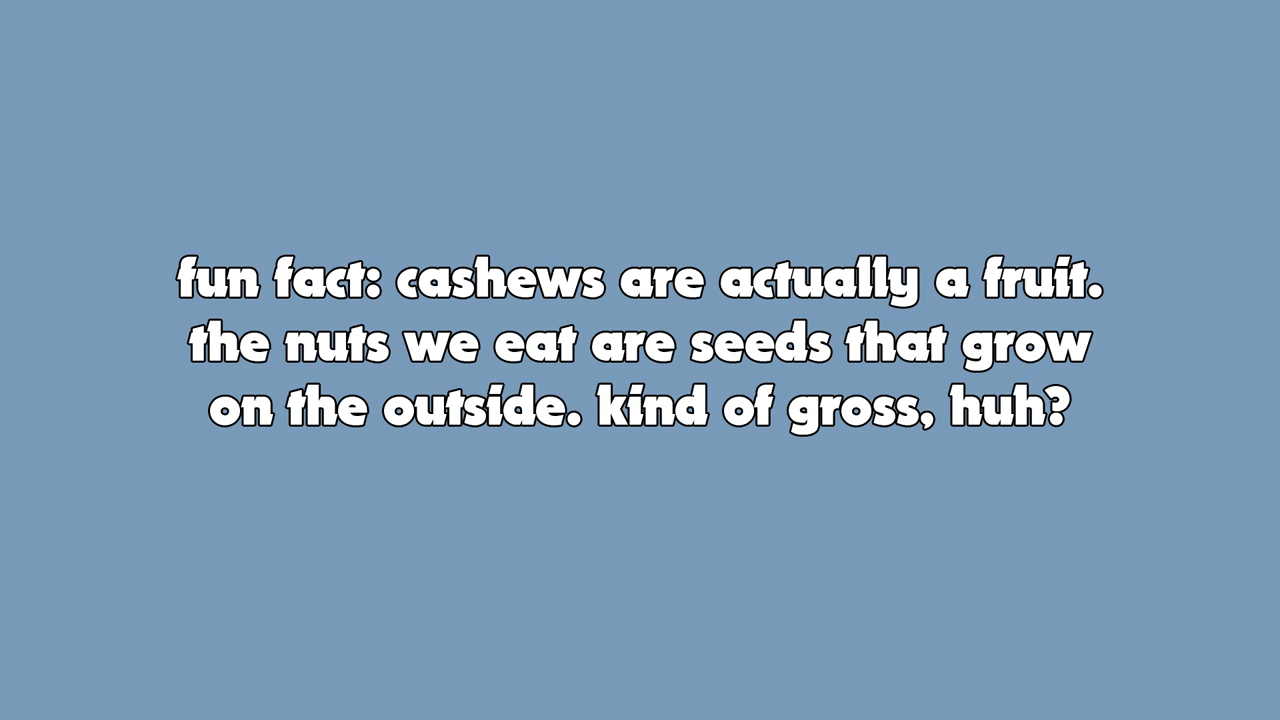 fun fact: cashews are actually a fruit.
the nuts we eat are seeds that grow
on the outside. kind of gross, huh?